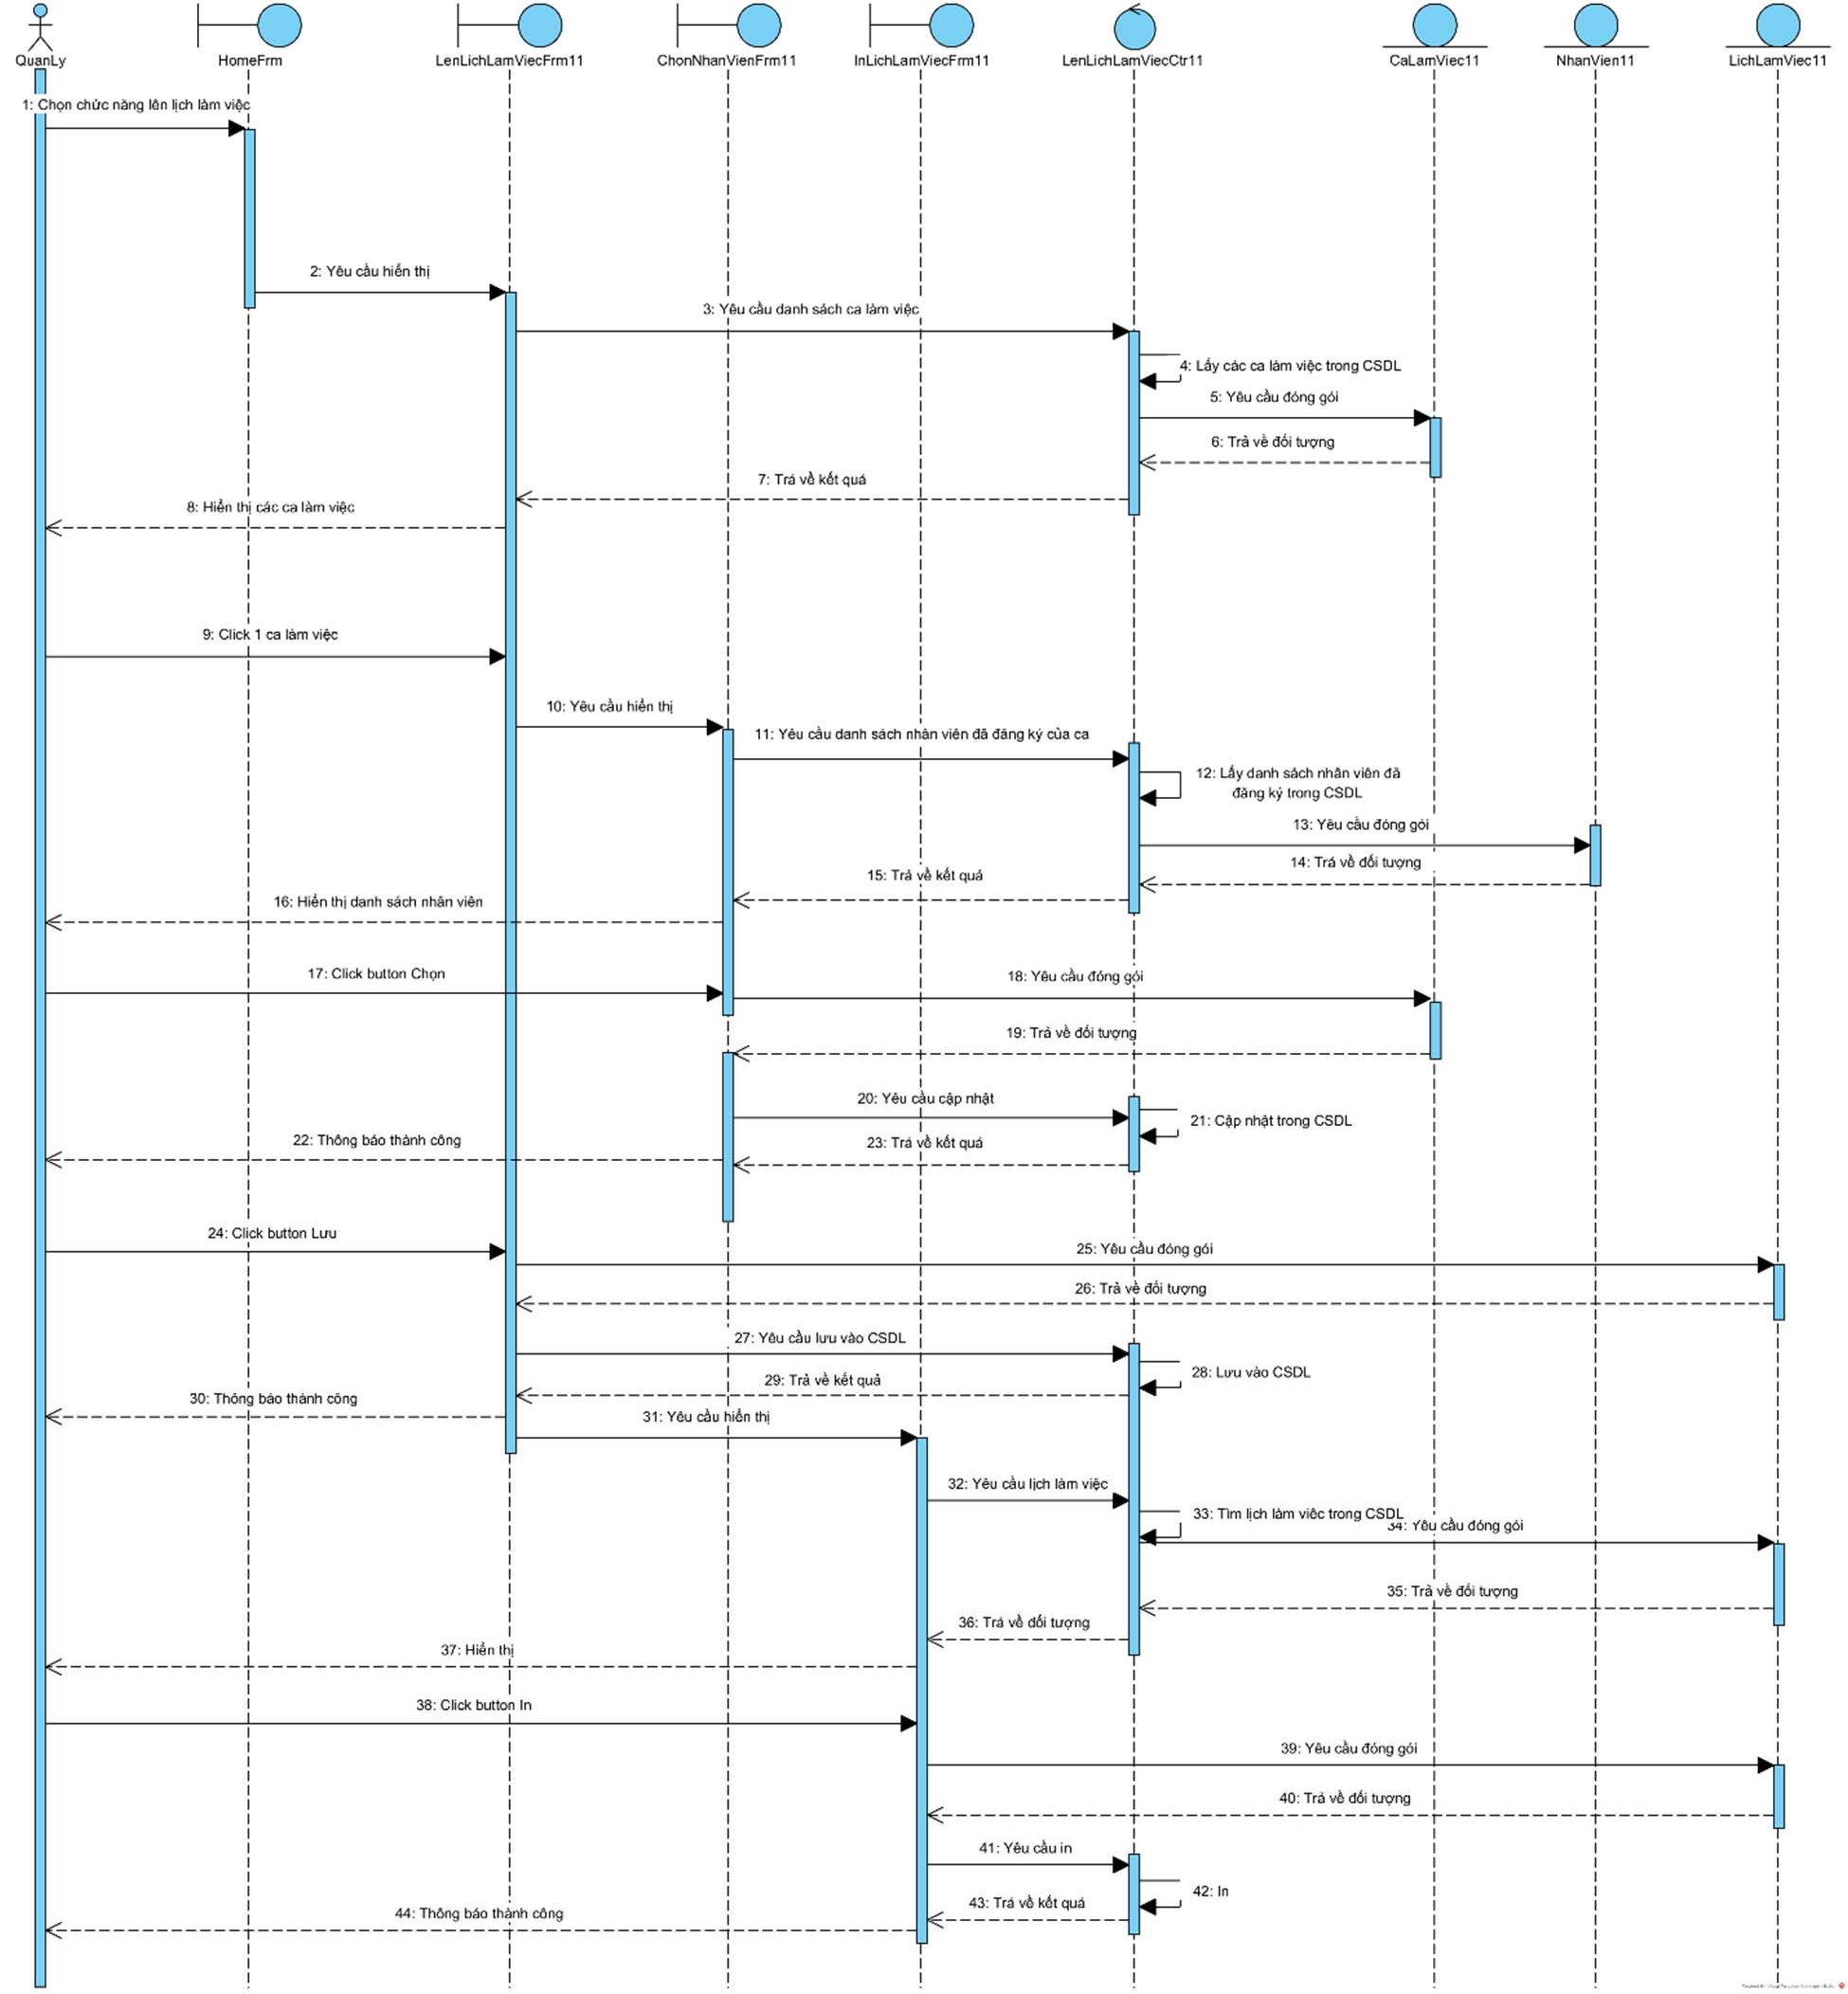 QuanLy
HomeFrm
LenLichLamViecFrm11
ChonNhanVienFrm11
InLichLamViecFrm11
LenLichLamViecCtr11
CaLamViec11
NhanVien11
LichLamViec11
1: Chọn chức năng lên lịch làm việc
2: Yêu cầu hiển thị
3: Yêu cầu danh sách ca làm việc
4: Lấy các ca làm việc trong CSDL
5: Yêu cầu đóng gói
6: Trả về đối tượng
7: Trả về kết quả
8: Hiển thị các ca làm việc
9: Click 1 ca làm việc
10: Yêu cầu hiển thị
11: Yêu cầu danh sách nhân viên đã đăng ký của ca
12: Lấy danh sách nhân viên đã
đăng ký trong CSDL
13: Yêu cầu đóng gói
14: Trả về đối tượng
15: Trả về kết quả
16: Hiển thị danh sách nhân viên
17: Click button Chọn
18: Yêu cầu đóng gói
19: Trả về đối tượng
20: Yêu cầu cập nhật
21: Cập nhật trong CSDL
22: Thông báo thành công
23: Trả về kết quả
24: Click button Lưu
25: Yêu cầu đóng gói
26: Trả về đối tượng
27: Yêu cầu lưu vào CSDL
28: Lưu vào CSDL
29: Trả về kết quả
30: Thông báo thành công
31: Yêu cầu hiển thị
32: Yêu cầu lịch làm việc
33: Tìm lịch làm việc trong CSDL
34: Yêu cầu đóng gói
35: Trả về đối tượng
36: Trả về đối tượng
37: Hiển thị
38: Click button In
39: Yêu cầu đóng gói
40: Trả về đối tượng
41: Yêu cầu in
42: In
43: Trả về kết quả
44: Thông báo thành công